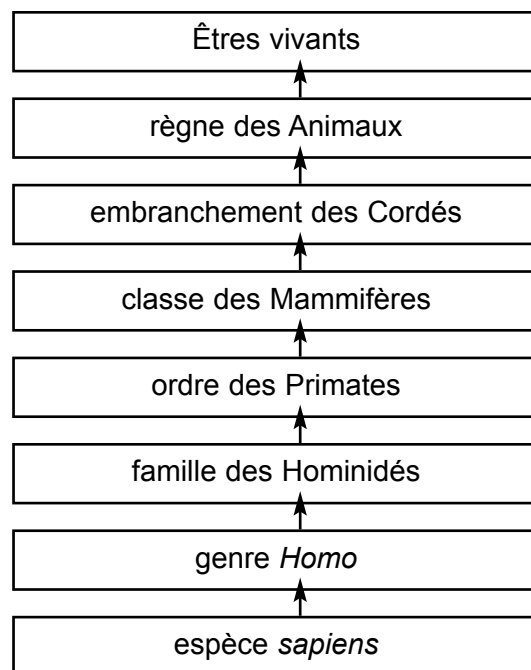 Êtres vivants
règne des Animaux
embranchement des Cordés
classe des Mammifères
ordre des Primates
famille des Hominidés
genre Homo
espèce sapiens